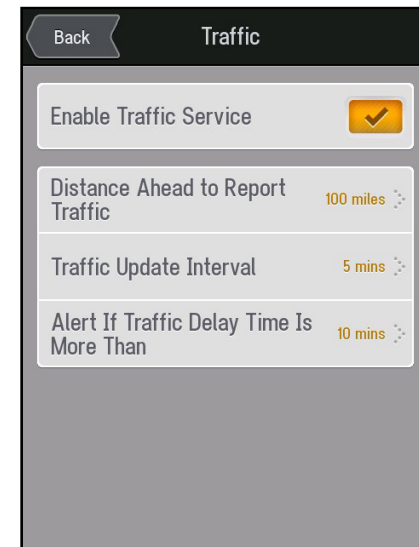 Back
Traffic
Enable Traffic Service
Distance Ahead to Report
Traffic
100 miles
Traffic Update Interval
5 mins
Alert If Traffic Delay Time Is
More Than
10 mins